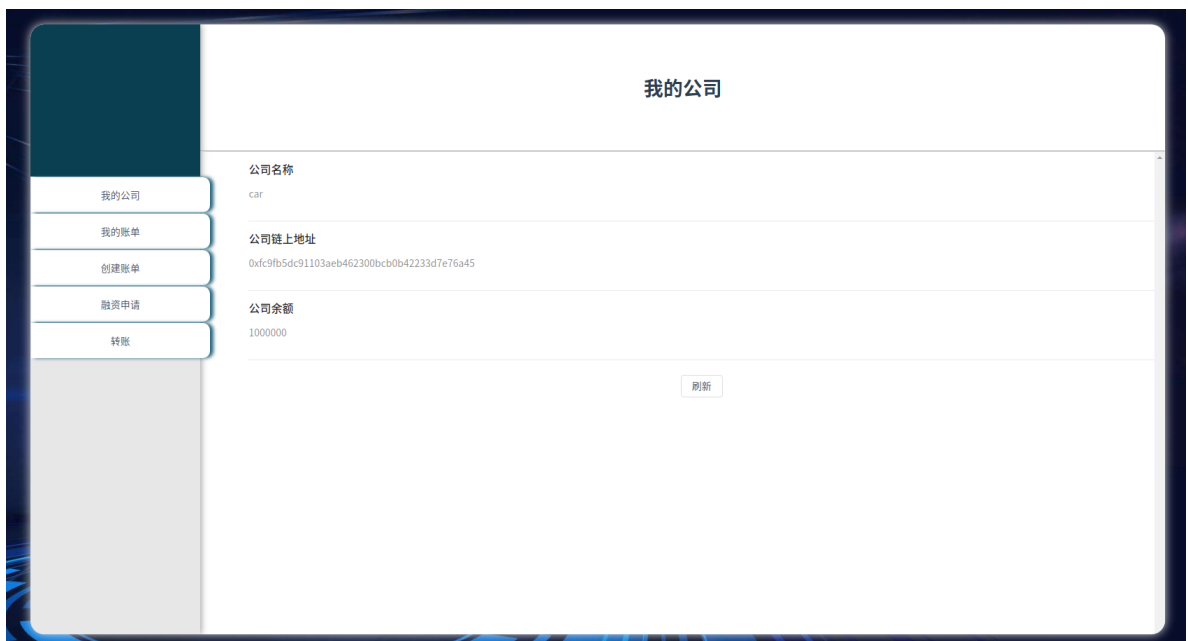 我的公司
我的公司
我的账单
创建账单
融资申请
转账
公司名称
car
公司链上地址
0xfc9fb5dc91103aeb462300bcb0b42233d7e76a45
公司余额
1000000
刷新